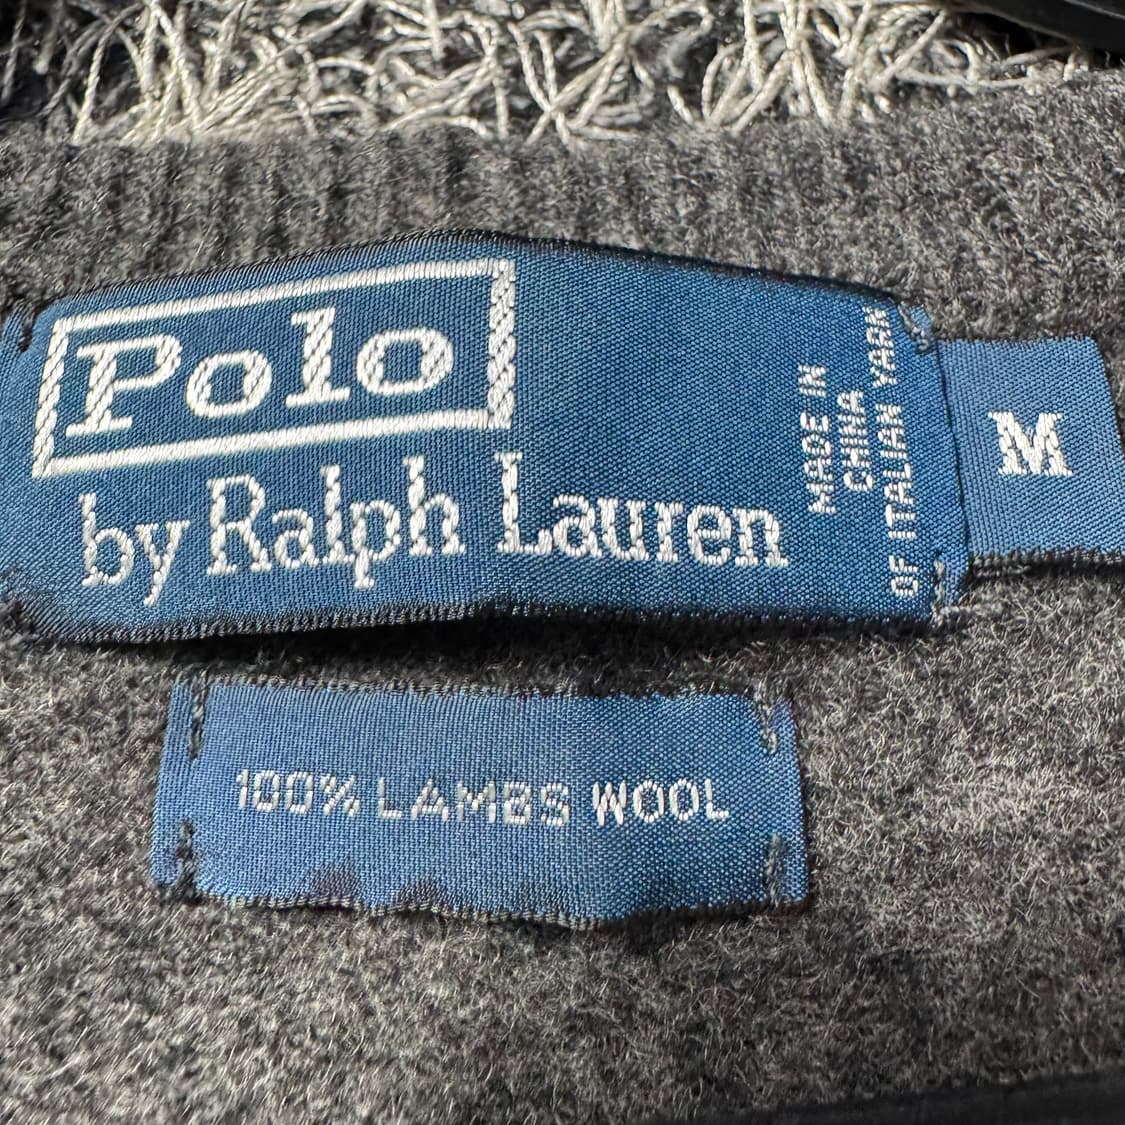 Polo
by Ralph Lauren
MADE IN
CHINA
OF ITALIAN YARN
M
100% LAMBS WOOL